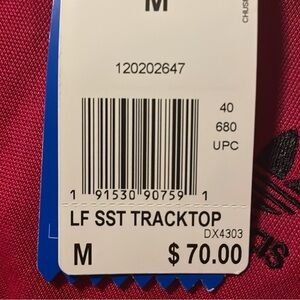 M
120202647
40
680
UPC
1 91530 90759 1
LF SST TRACKTOP
DX4303
M $ 70.00